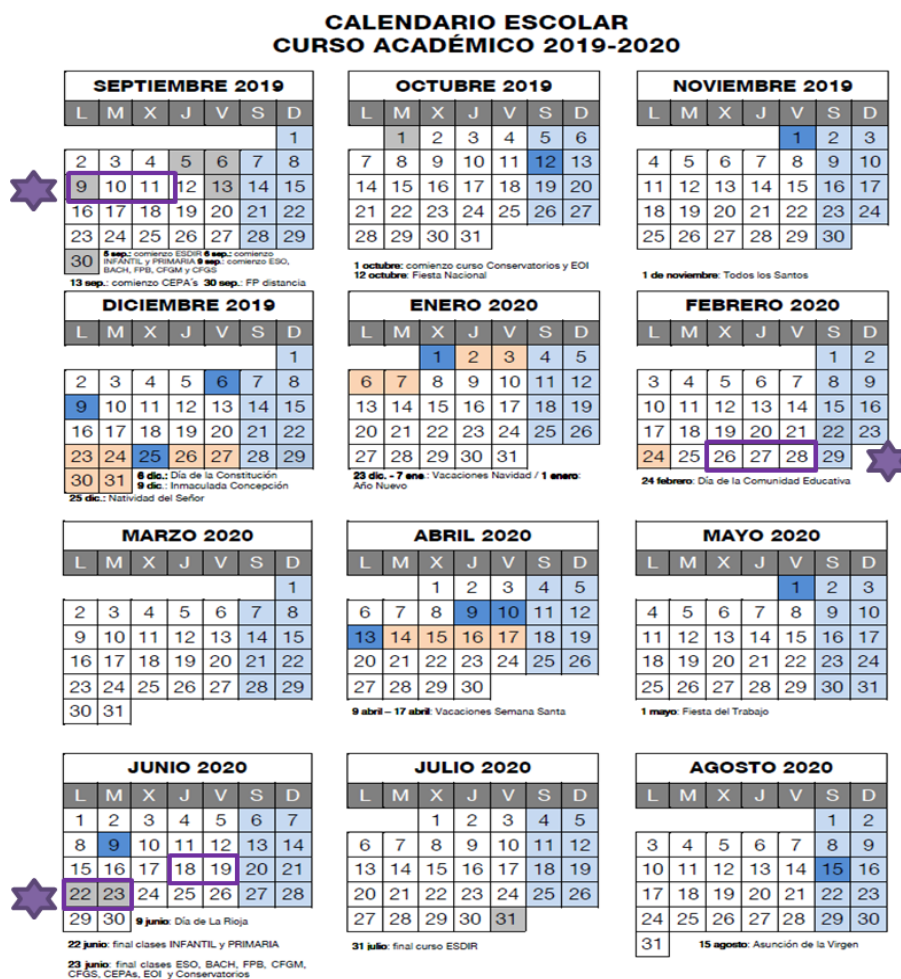 CALENDARIO ESCOLAR
CURSO ACADÉMICO 2019-2020
SEPTIEMBRE 2019
L M X J V S D
1
2 3 4 5 6 7 8
9 10 11 12 13 14 15
16 17 18 19 20 21 22
23 24 25 26 27 28 29
30
5 sep.: comienzo ESDIR 6 sep.: comienzo
INFANTIL y PRIMARIA 9 sep.: comienzo ESO,
BACH, FPB, CFGM y CFGS
13 sep.: comienzo CEPA's 30 sep.: FP distancia
OCTUBRE 2019
L M X J V S D
1 2 3 4 5 6
7 8 9 10 11 12 13
14 15 16 17 18 19 20
21 22 23 24 25 26 27
28 29 30 31
1 octubre: comienzo curso Conservatorios y EOI
12 octubre: Fiesta Nacional
NOVIEMBRE 2019
L M X J V S D
1 2 3
4 5 6 7 8 9 10
11 12 13 14 15 16 17
18 19 20 21 22 23 24
25 26 27 28 29 30
1 de noviembre: Todos los Santos
DICIEMBRE 2019
L M X J V S D
1
2 3 4 5 6 7 8
9 10 11 12 13 14 15
16 17 18 19 20 21 22
23 24 25 26 27 28 29
30 31
6 dic.: Día de la Constitución
9 dic.: Inmaculada Concepción
25 dic.: Natividad del Señor
ENERO 2020
L M X J V S D
1 2 3 4 5
6 7 8 9 10 11 12
13 14 15 16 17 18 19
20 21 22 23 24 25 26
27 28 29 30 31
23 dic. - 7 ene.: Vacaciones Navidad / 1 enero:
Año Nuevo
FEBRERO 2020
L M X J V S D
1 2
3 4 5 6 7 8 9
10 11 12 13 14 15 16
17 18 19 20 21 22 23
24 25 26 27 28 29
24 febrero: Día de la Comunidad Educativa
MARZO 2020
L M X J V S D
1
2 3 4 5 6 7 8
9 10 11 12 13 14 15
16 17 18 19 20 21 22
23 24 25 26 27 28 29
30 31
ABRIL 2020
L M X J V S D
1 2 3 4 5
6 7 8 9 10 11 12
13 14 15 16 17 18 19
20 21 22 23 24 25 26
27 28 29 30
9 abril – 17 abril: Vacaciones Semana Santa
MAYO 2020
L M X J V S D
1 2 3
4 5 6 7 8 9 10
11 12 13 14 15 16 17
18 19 20 21 22 23 24
25 26 27 28 29 30 31
1 mayo: Fiesta del Trabajo
JUNIO 2020
L M X J V S D
1 2 3 4 5 6 7
8 9 10 11 12 13 14
15 16 17 18 19 20 21
22 23 24 25 26 27 28
29 30
9 junio: Día de La Rioja
22 junio: final clases INFANTIL y PRIMARIA
23 junio: final clases ESO, BACH, FPB, CFGM,
CFGS, CEPAs, EOI y Conservatorios
JULIO 2020
L M X J V S D
1 2 3 4 5
6 7 8 9 10 11 12
13 14 15 16 17 18 19
20 21 22 23 24 25 26
27 28 29 30 31
31 julio: final curso ESDIR
AGOSTO 2020
L M X J V S D
1 2
3 4 5 6 7 8 9
10 11 12 13 14 15 16
17 18 19 20 21 22 23
24 25 26 27 28 29 30
31
15 agosto: Asunción de la Virgen